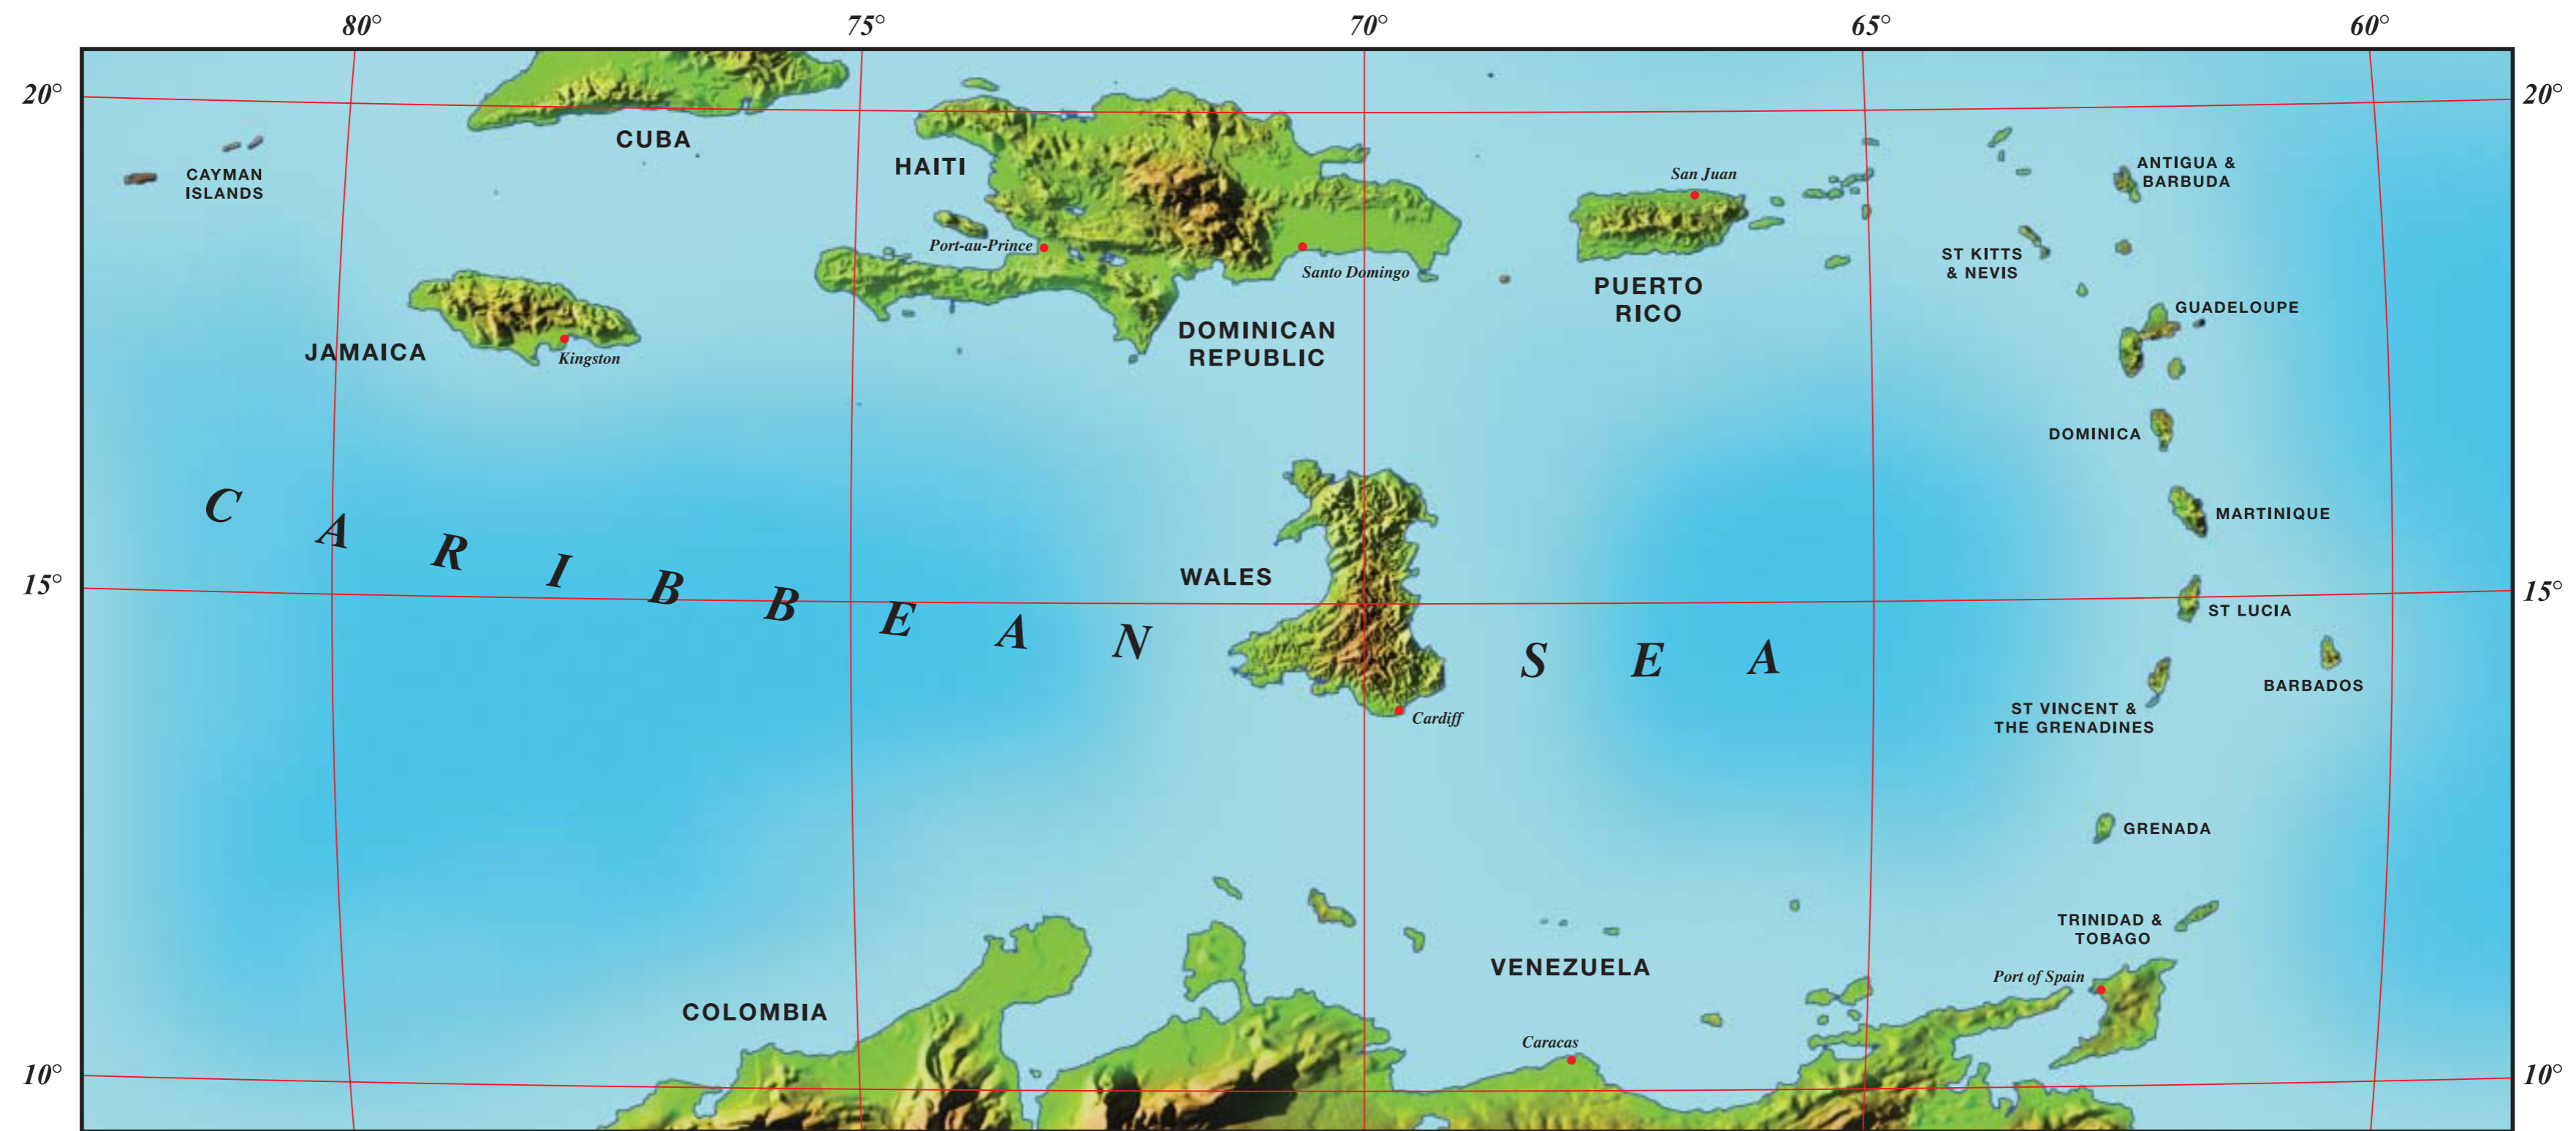 80° 75° 70° 65° 60°
20° 20°
CUBA
HAITI
CAYMAN
ISLANDS
San Juan
ANTIGUA &
BARBUDA
Port-au-Prince
Santo Domingo
ST KITTS
& NEVIS
PUERTO
RICO
GUADELOUPE
DOMINICAN
REPUBLIC
JAMAICA
Kingston
DOMINICA
MARTINIQUE
CARIBBEAN SEA
WALES
15° 15°
ST LUCIA
BARBADOS
Cardiff
ST VINCENT &
THE GRENADINES
GRENADA
TRINIDAD &
TOBAGO
VENEZUELA
Port of Spain
COLOMBIA
Caracas
10° 10°